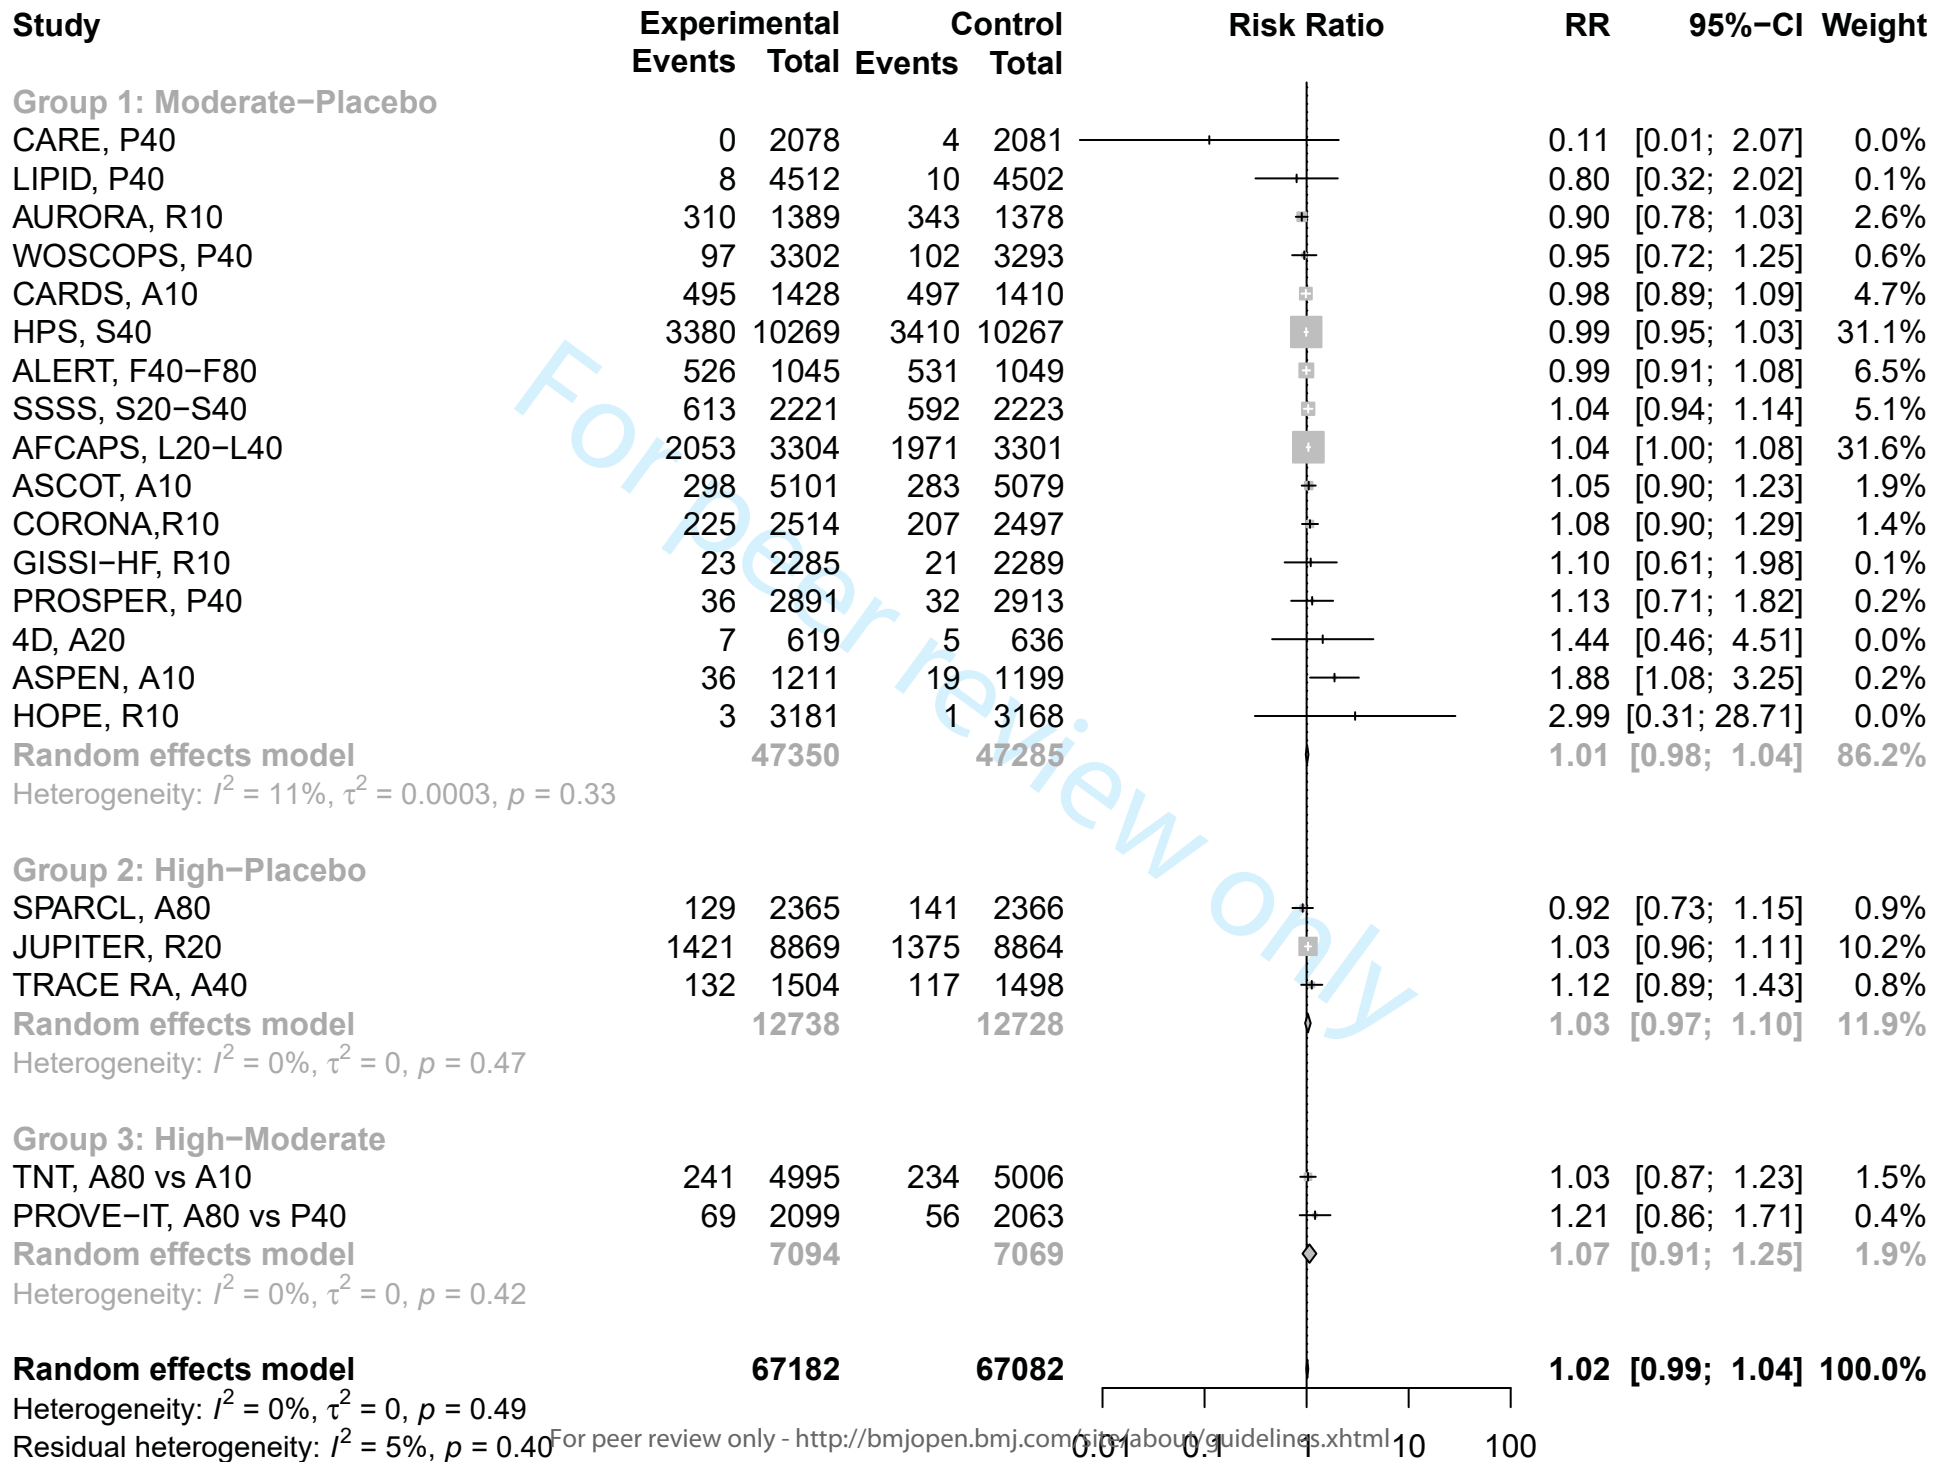 Study Experimental Control Risk Ratio RR 95%−CI Weight
Events Total Events Total
Group 1: Moderate−Placebo
CARE, P40 0 2078 4 2081 0.11 [0.01; 2.07] 0.0%
LIPID, P40 8 4512 10 4502 0.80 [0.32; 2.02] 0.1%
AURORA, R10 310 1389 343 1378 0.90 [0.78; 1.03] 2.6%
WOSCOPS, P40 97 3302 102 3293 0.95 [0.72; 1.25] 0.6%
CARDS, A10 495 1428 497 1410 0.98 [0.89; 1.09] 4.7%
HPS, S40 3380 10269 3410 10267 0.99 [0.95; 1.03] 31.1%
ALERT, F40−F80 526 1045 531 1049 0.99 [0.91; 1.08] 6.5%
SSSS, S20−S40 613 2221 592 2223 1.04 [0.94; 1.14] 5.1%
AFCAPS, L20−L40 2053 3304 1971 3301 1.04 [1.00; 1.08] 31.6%
ASCOT, A10 298 5101 283 5079 1.05 [0.90; 1.23] 1.9%
CORONA,R10 225 2514 207 2497 1.08 [0.90; 1.29] 1.4%
GISSI−HF, R10 23 2285 21 2289 1.10 [0.61; 1.98] 0.1%
PROSPER, P40 36 2891 32 2913 1.13 [0.71; 1.82] 0.2%
4D, A20 7 619 5 636 1.44 [0.46; 4.51] 0.0%
ASPEN, A10 36 1211 19 1199 1.88 [1.08; 3.25] 0.2%
HOPE, R10 3 3181 1 3168 2.99 [0.31; 28.71] 0.0%
Random effects model 47350 47285 1.01 [0.98; 1.04] 86.2%
Heterogeneity: I² = 11%, τ² = 0.0003, p = 0.33
Group 2: High−Placebo
SPARCL, A80 129 2365 141 2366 0.92 [0.73; 1.15] 0.9%
JUPITER, R20 1421 8869 1375 8864 1.03 [0.96; 1.11] 10.2%
TRACE RA, A40 132 1504 117 1498 1.12 [0.89; 1.43] 0.8%
Random effects model 12738 12728 1.03 [0.97; 1.10] 11.9%
Heterogeneity: I² = 0%, τ² = 0, p = 0.47
Group 3: High−Moderate
TNT, A80 vs A10 241 4995 234 5006 1.03 [0.87; 1.23] 1.5%
PROVE−IT, A80 vs P40 69 2099 56 2063 1.21 [0.86; 1.71] 0.4%
Random effects model 7094 7069 1.07 [0.91; 1.25] 1.9%
Heterogeneity: I² = 0%, τ² = 0, p = 0.42
Random effects model 67182 67082 1.02 [0.99; 1.04] 100.0%
Heterogeneity: I² = 0%, τ² = 0, p = 0.49
Residual heterogeneity: I² = 5%, p = 0.40
0.01 0.1 1 10 100
For peer review only - http://bmjopen.bmj.com/site/about/guidelines.xhtml
For peer review only